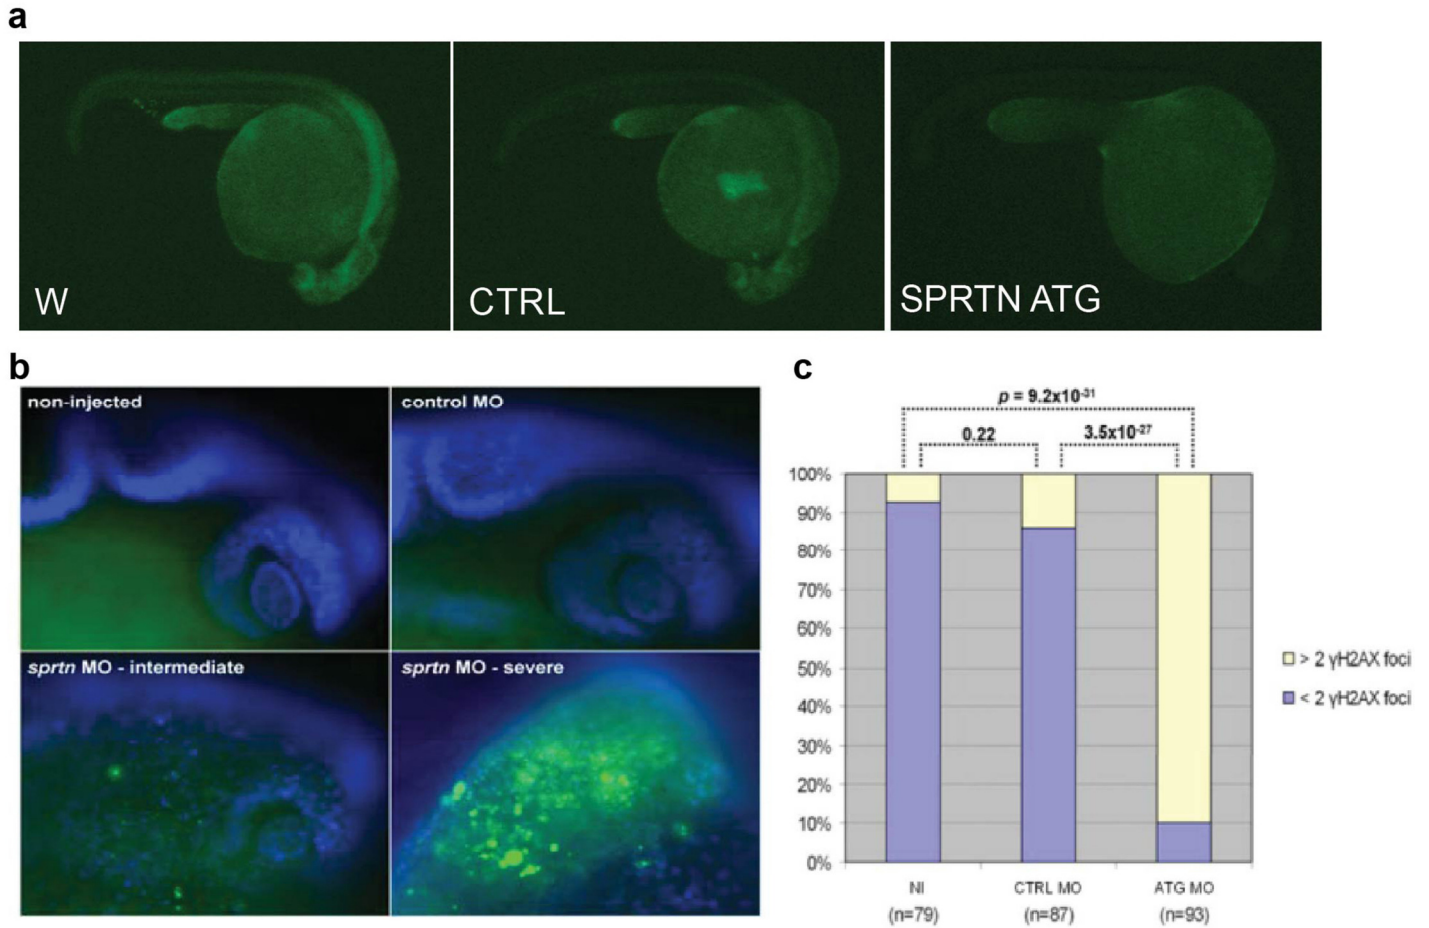 a
W
CTRL
SPRTN ATG
b
non-injected
control MO
sprtn MO - intermediate
sprtn MO - severe
c
p = 9.2x10⁻³¹
0.22
3.5x10⁻²⁷
100%
90%
80%
70%
60%
50%
40%
30%
20%
10%
0%
NI
(n=79)
CTRL MO
(n=87)
ATG MO
(n=93)
> 2 γH2AX foci
< 2 γH2AX foci